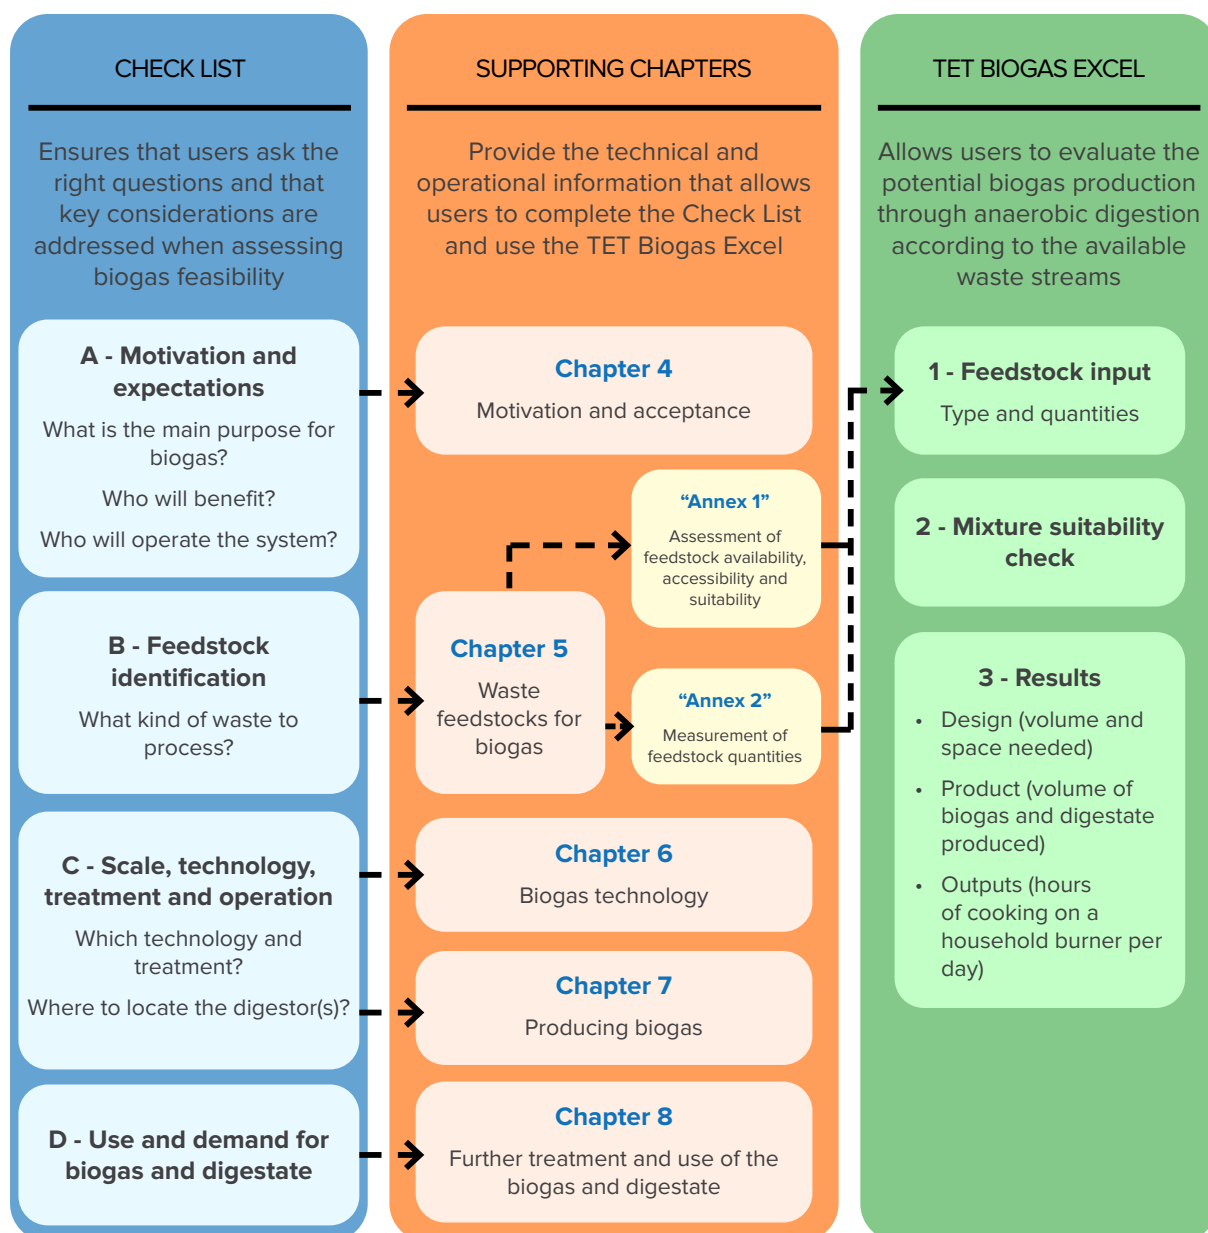 CHECK LIST
Ensures that users ask the
right questions and that
key considerations are
addressed when assessing
biogas feasibility
A - Motivation and
expectations
What is the main purpose for
biogas?
Who will benefit?
Who will operate the system?
B - Feedstock
identification
What kind of waste to
process?
C - Scale, technology,
treatment and operation
Which technology and
treatment?
Where to locate the digestor(s)?
D - Use and demand for
biogas and digestate
SUPPORTING CHAPTERS
Provide the technical and
operational information that allows
users to complete the Check List
and use the TET Biogas Excel
Chapter 4
Motivation and acceptance
“Annex 1”
Assessment of
feedstock availability,
accessibility and
suitability
Chapter 5
Waste
feedstocks for
biogas
“Annex 2”
Measurement of
feedstock quantities
Chapter 6
Biogas technology
Chapter 7
Producing biogas
Chapter 8
Further treatment and use of the
biogas and digestate
TET BIOGAS EXCEL
Allows users to evaluate the
potential biogas production
through anaerobic digestion
according to the available
waste streams
1 - Feedstock input
Type and quantities
2 - Mixture suitability
check
3 - Results
• Design (volume and
space needed)
• Product (volume of
biogas and digestate
produced)
• Outputs (hours
of cooking on a
household burner per
day)